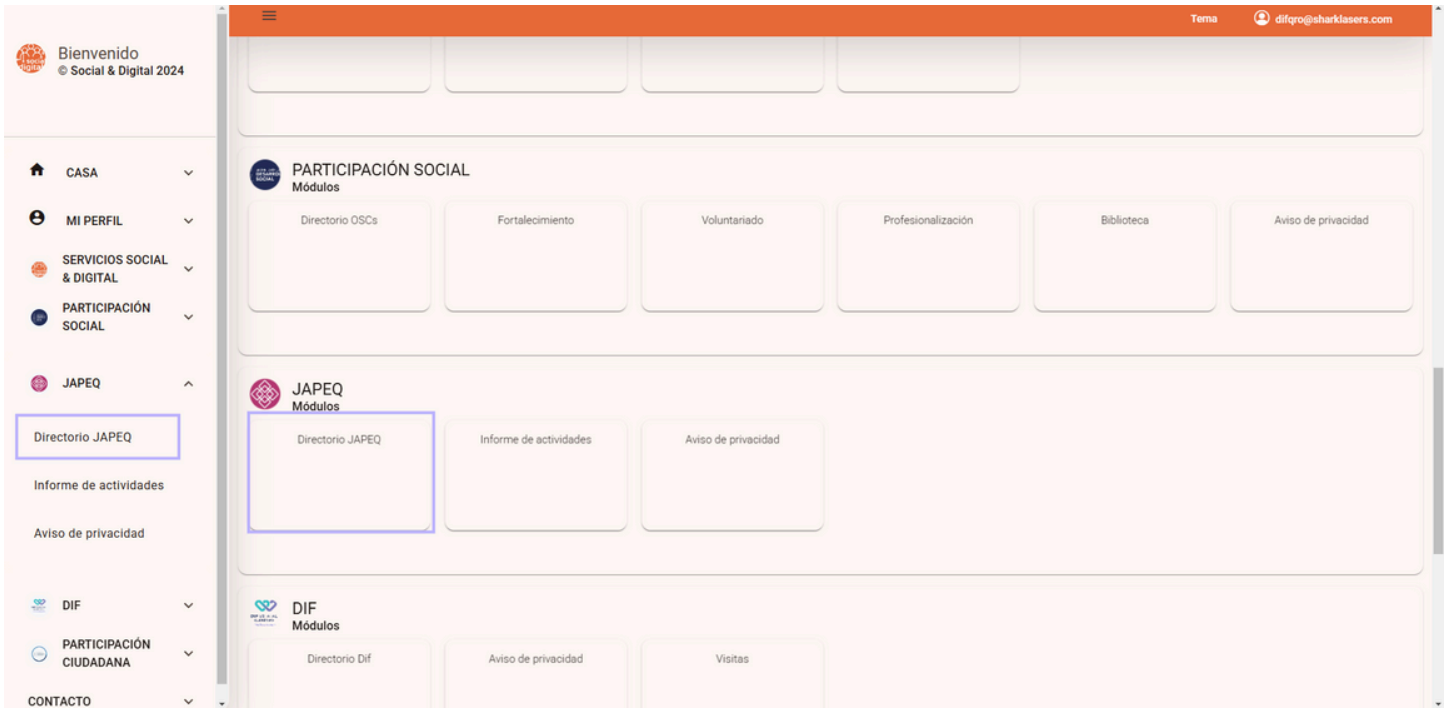 Tema
difqro@sharklasers.com
Bienvenido
© Social & Digital 2024
CASA
MI PERFIL
SERVICIOS SOCIAL
& DIGITAL
PARTICIPACIÓN
SOCIAL
JAPEQ
Directorio JAPEQ
Informe de actividades
Aviso de privacidad
DIF
PARTICIPACIÓN
CIUDADANA
CONTACTO
PARTICIPACIÓN SOCIAL
Módulos
Directorio OSCs
Fortalecimiento
Voluntariado
Profesionalización
Biblioteca
Aviso de privacidad
JAPEQ
Módulos
Directorio JAPEQ
Informe de actividades
Aviso de privacidad
DIF
Módulos
Directorio Dif
Aviso de privacidad
Visitas